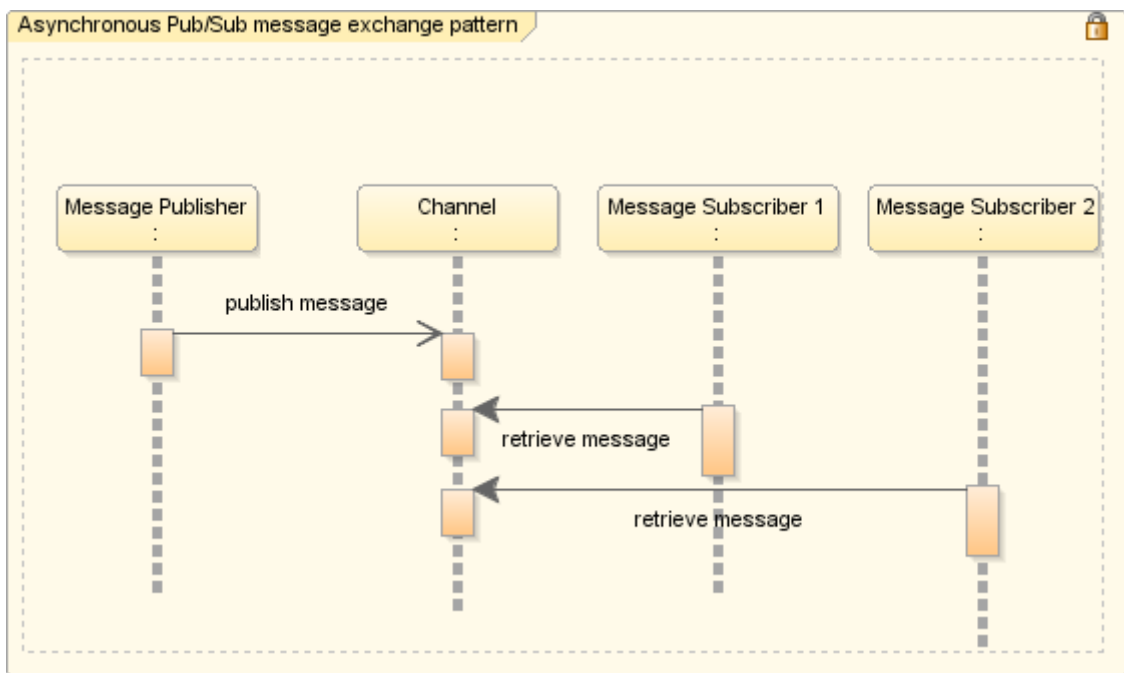 Asynchronous Pub/Sub message exchange pattern
Message Publisher
:
Channel
:
Message Subscriber 1
:
Message Subscriber 2
:
publish message
retrieve message
retrieve message